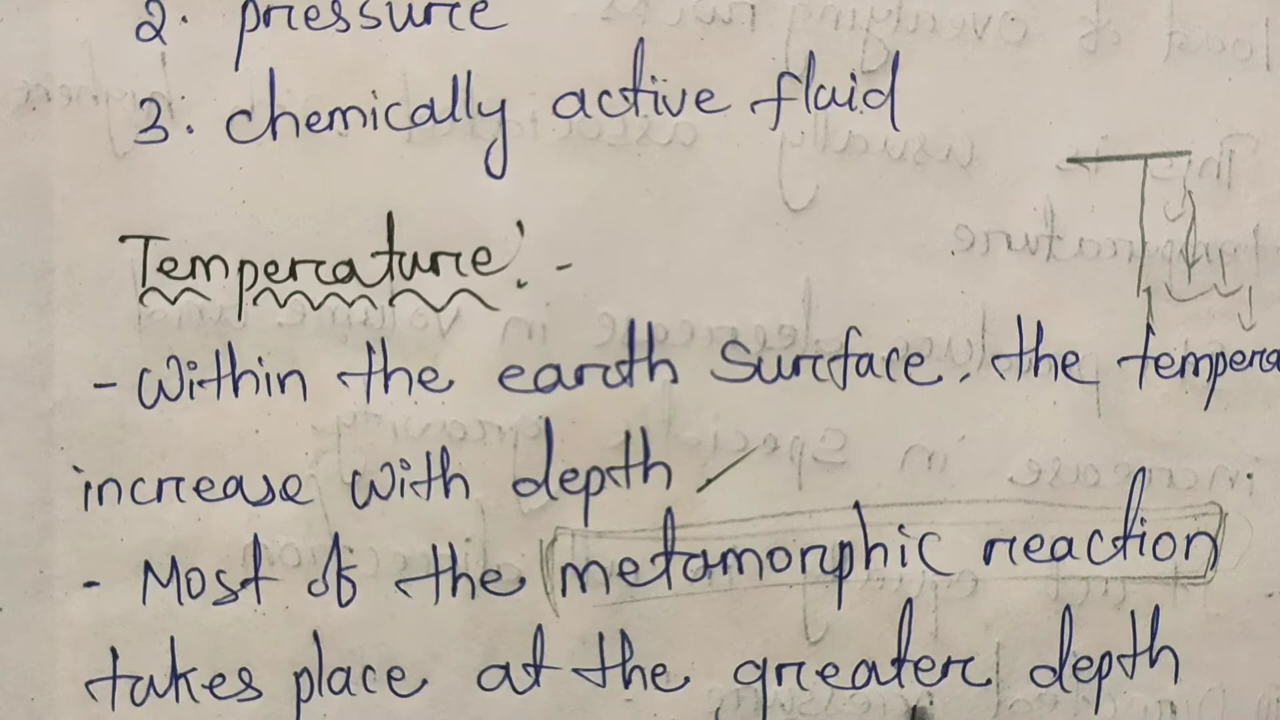 2. pressure
3. chemically active fluid
Temperature:-
- Within the earth surface, the tempera
increase with depth
- Most of the metamorphic reaction
takes place at the greater depth